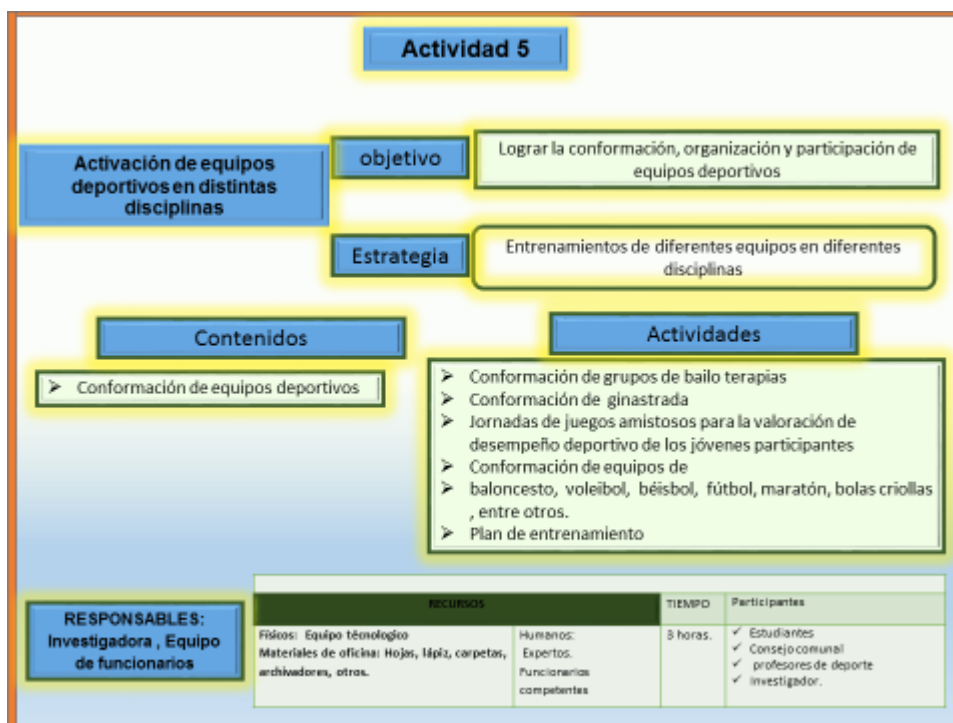 Actividad 5
Activación de equipos
deportivos en distintas
disciplinas
objetivo
Lograr la conformación, organización y participación de
equipos deportivos
Estrategia
Entrenamientos de diferentes equipos en diferentes
disciplinas
Contenidos
➢ Conformación de equipos deportivos
Actividades
➢ Conformación de grupos de bailo terapias
➢ Conformación de ginastrada
➢ Jornadas de juegos amistosos para la valoración de
desempeño deportivo de los jóvenes participantes
➢ Conformación de equipos de
➢ baloncesto, voleibol, béisbol, fútbol, maratón, bolas criollas
, entre otros.
➢ Plan de entrenamiento
RESPONSABLES:
Investigadora , Equipo
de funcionarios
RECURSOS
TIEMPO
Participantes
Físicos: Equipo técnologico
Materiales de oficina: Hojas, lápiz, carpetas,
archivadores, otros.
Humanos:
Expertos.
Funcionarios
competentes
3 horas.
✓ Estudiantes
✓ Consejo comunal
✓ profesores de deporte
✓ Investigador.